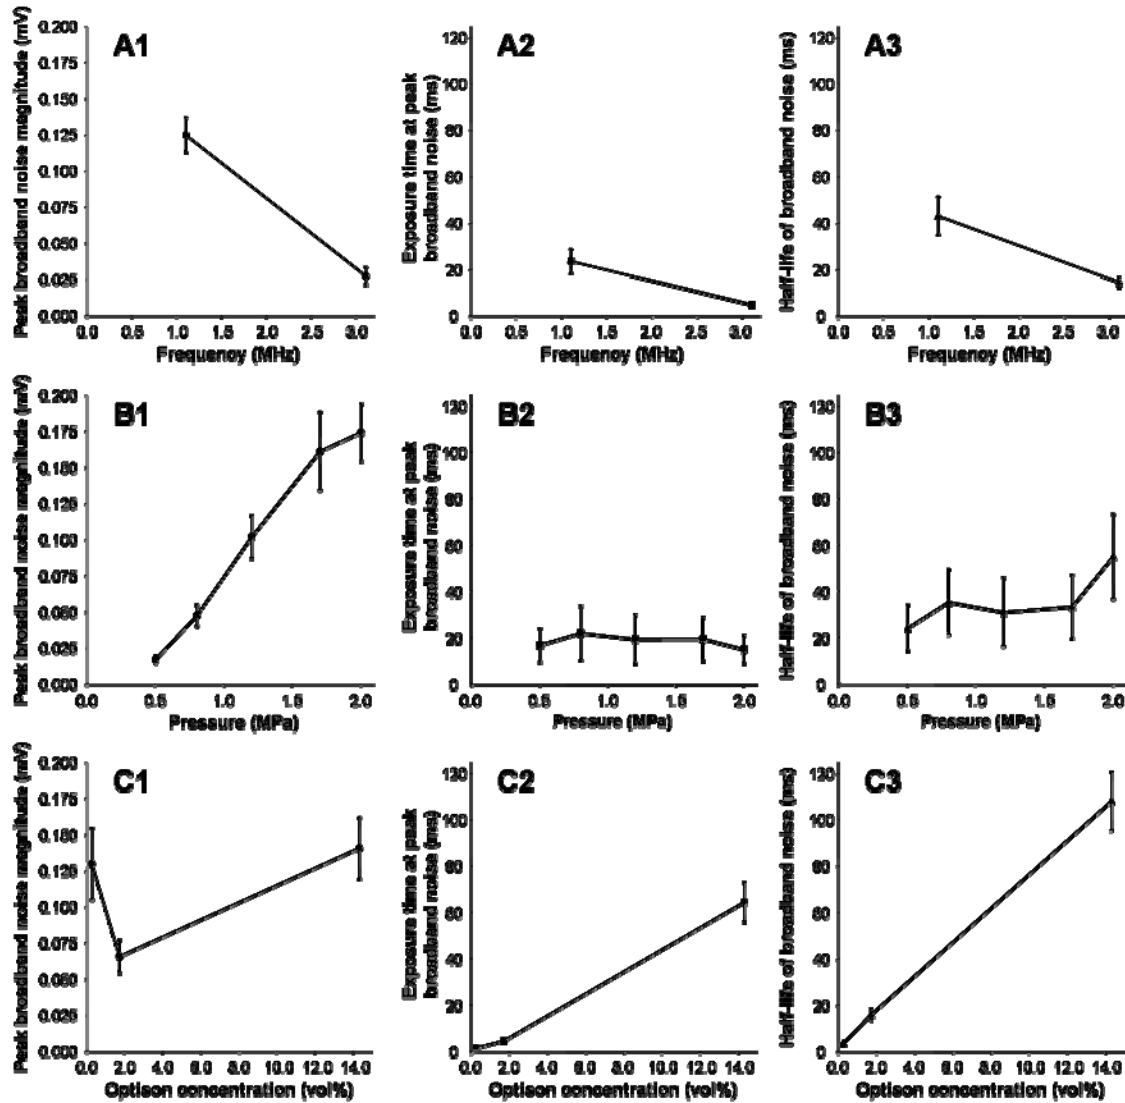 Peak broadband noise magnitude (mV)
0.200
0.175
0.150
0.125
0.100
0.075
0.050
0.025
0.000
A1
0.0 0.5 1.0 1.5 2.0 2.5 3.0
Frequency (MHz)
Exposure time at peak
broadband noise (ms)
120
100
80
60
40
20
0
A2
0.0 0.5 1.0 1.5 2.0 2.5 3.0
Frequency (MHz)
Half-life of broadband noise (ms)
120
100
80
60
40
20
0
A3
0.0 0.5 1.0 1.5 2.0 2.5 3.0
Frequency (MHz)
Peak broadband noise magnitude (mV)
0.200
0.175
0.150
0.125
0.100
0.075
0.050
0.025
0.000
B1
0.0 0.5 1.0 1.5 2.0
Pressure (MPa)
Exposure time at peak
broadband noise (ms)
120
100
80
60
40
20
0
B2
0.0 0.5 1.0 1.5 2.0
Pressure (MPa)
Half-life of broadband noise (ms)
120
100
80
60
40
20
0
B3
0.0 0.5 1.0 1.5 2.0
Pressure (MPa)
Peak broadband noise magnitude (mV)
0.200
0.175
0.150
0.125
0.100
0.075
0.050
0.025
0.000
C1
0.0 2.0 4.0 6.0 8.0 10.0 12.0 14.0
Optison concentration (vol%)
Exposure time at peak
broadband noise (ms)
120
100
80
60
40
20
0
C2
0.0 2.0 4.0 6.0 8.0 10.0 12.0 14.0
Optison concentration (vol%)
Half-life of broadband noise (ms)
120
100
80
60
40
20
0
C3
0.0 2.0 4.0 6.0 8.0 10.0 12.0 14.0
Optison concentration (vol%)